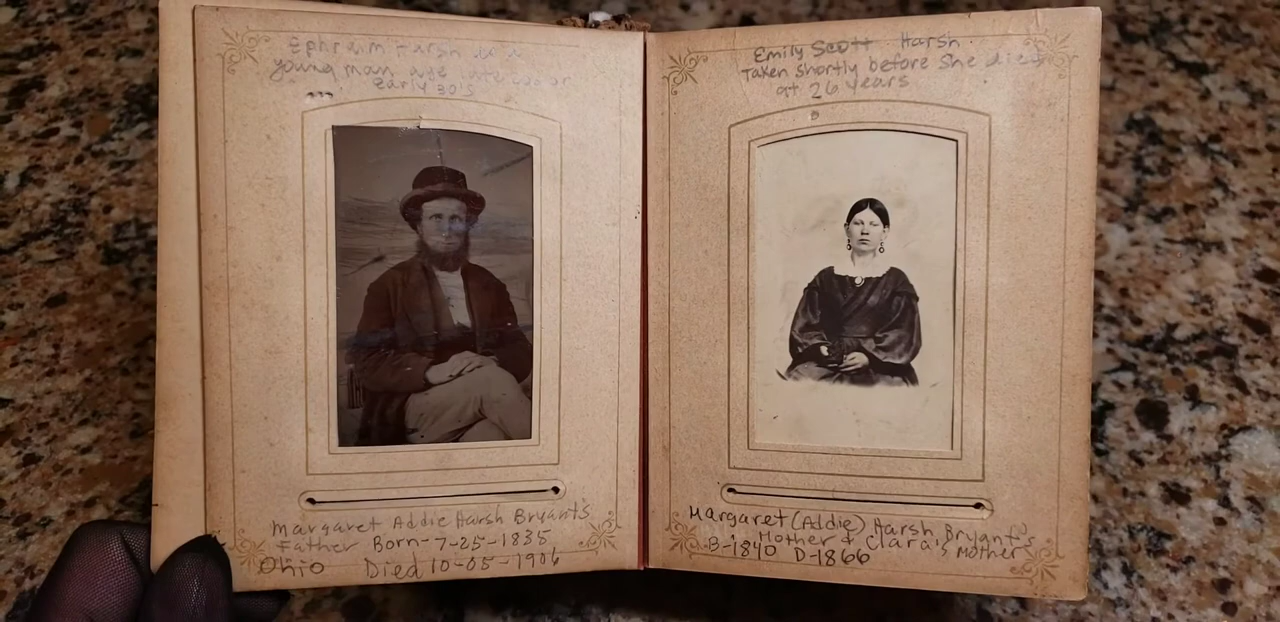 Ephraim Harsh as a
young man age late 20s or
early 30's
Margaret Addie Harsh Bryant's
Father Born-7-25-1835
Ohio Died 10-05-1906
Emily Scott Harsh
Taken shortly before She died
at 26 years
Margaret (Addie) Harsh Bryant's
Mother & Clara's Mother
B-1840 D-1866